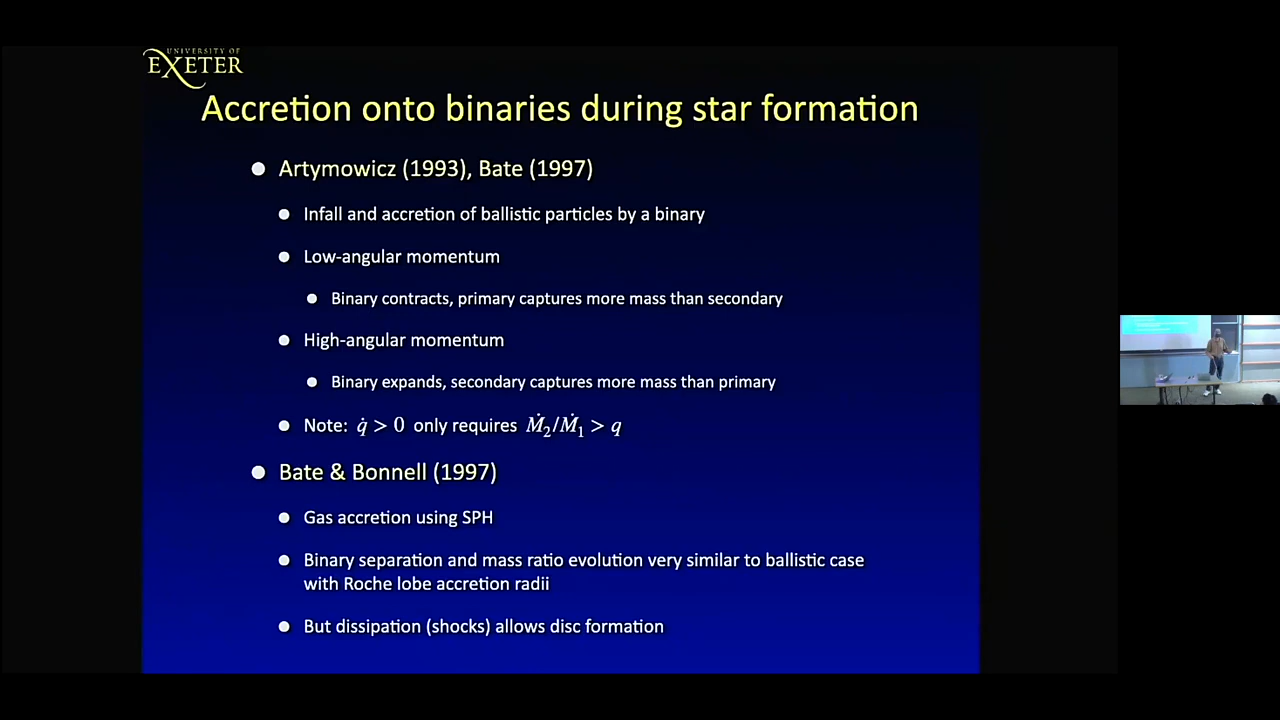 UNIVERSITY OF
EXETER
Accretion onto binaries during star formation
Artymowicz (1993), Bate (1997)
Infall and accretion of ballistic particles by a binary
Low-angular momentum
Binary contracts, primary captures more mass than secondary
High-angular momentum
Binary expands, secondary captures more mass than primary
Note: q̇ > 0 only requires Ṁ₂/Ṁ₁ > q
Bate & Bonnell (1997)
Gas accretion using SPH
Binary separation and mass ratio evolution very similar to ballistic case
with Roche lobe accretion radii
But dissipation (shocks) allows disc formation